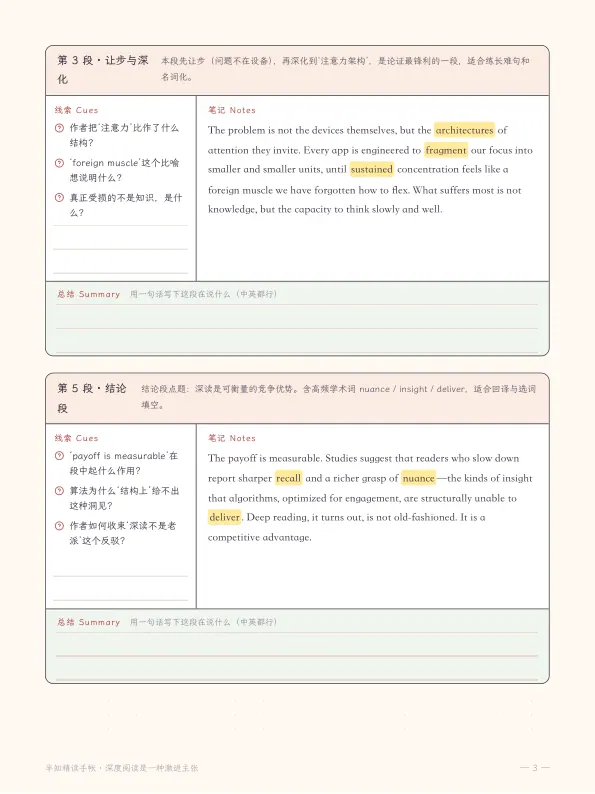 第 3 段·让步与深
化
本段先让步（问题不在设备），再深化到'注意力架构'，是论证最锋利的一段，适合练长难句和
名词化。
线索 Cues
作者把'注意力'比作了什么
结构？
'foreign muscle'这个比喻
想说明什么？
真正受损的不是知识，是什
么？
笔记 Notes
The problem is not the devices themselves, but the architectures of
attention they invite. Every app is engineered to fragment our focus into
smaller and smaller units, until sustained concentration feels like a
foreign muscle we have forgotten how to flex. What suffers most is not
knowledge, but the capacity to think slowly and well.
总结 Summary 用一句话写下这段在说什么（中英都行）
第 5 段·结论
段
结论段点题：深读是可衡量的竞争优势。含高频学术词 nuance / insight / deliver，适合回译与选词
填空。
线索 Cues
'payoff is measurable'在
段中起什么作用？
算法为什么'结构上'给不出
这种洞见？
作者如何收束'深读不是老
派'这个反驳？
笔记 Notes
The payoff is measurable. Studies suggest that readers who slow down
report sharper recall and a richer grasp of nuance—the kinds of insight
that algorithms, optimized for engagement, are structurally unable to
deliver. Deep reading, it turns out, is not old-fashioned. It is a
competitive advantage.
总结 Summary 用一句话写下这段在说什么（中英都行）
芋如精读手帐·深度阅读是一种激进主张
— 3 —